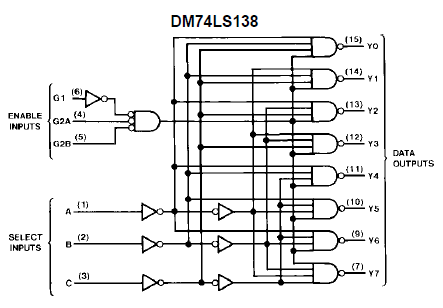 DM74LS138
(15) Y0
(14) Y1
(13) Y2
(12) Y3
(11) Y4
(10) Y5
(9) Y6
(7) Y7
DATA
OUTPUTS
ENABLE
INPUTS
G1 (6)
G2A (4)
G2B (5)
SELECT
INPUTS
A (1)
B (2)
C (3)